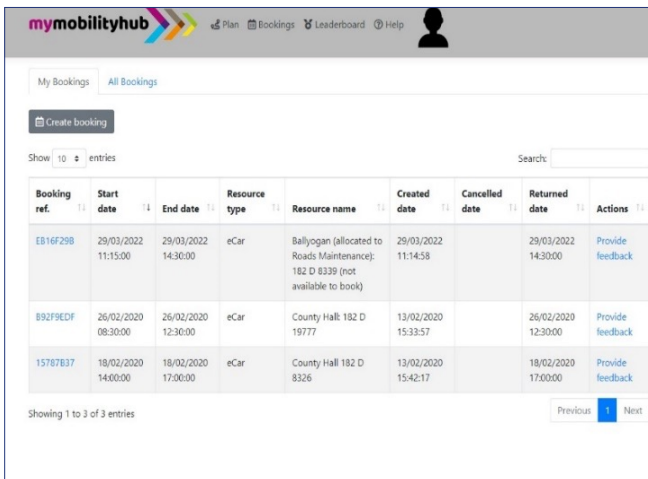 mymobilityhub Plan Bookings Leaderboard Help
My Bookings All Bookings
Create booking
Show 10 entries Search:
Booking ref. Start date End date Resource type Resource name Created date Cancelled date Returned date Actions
EB16F29B 29/03/2022 11:15:00 29/03/2022 14:30:00 eCar Ballyogan (allocated to Roads Maintenance): 182 D 8339 (not available to book) 29/03/2022 11:14:58 29/03/2022 14:30:00 Provide feedback
B92F9EDF 26/02/2020 08:30:00 26/02/2020 12:30:00 eCar County Hall: 182 D 19777 13/02/2020 15:33:57 26/02/2020 12:30:00 Provide feedback
15787B37 18/02/2020 14:00:00 18/02/2020 17:00:00 eCar County Hall 182 D 8326 13/02/2020 15:42:17 18/02/2020 17:00:00 Provide feedback
Showing 1 to 3 of 3 entries Previous 1 Next